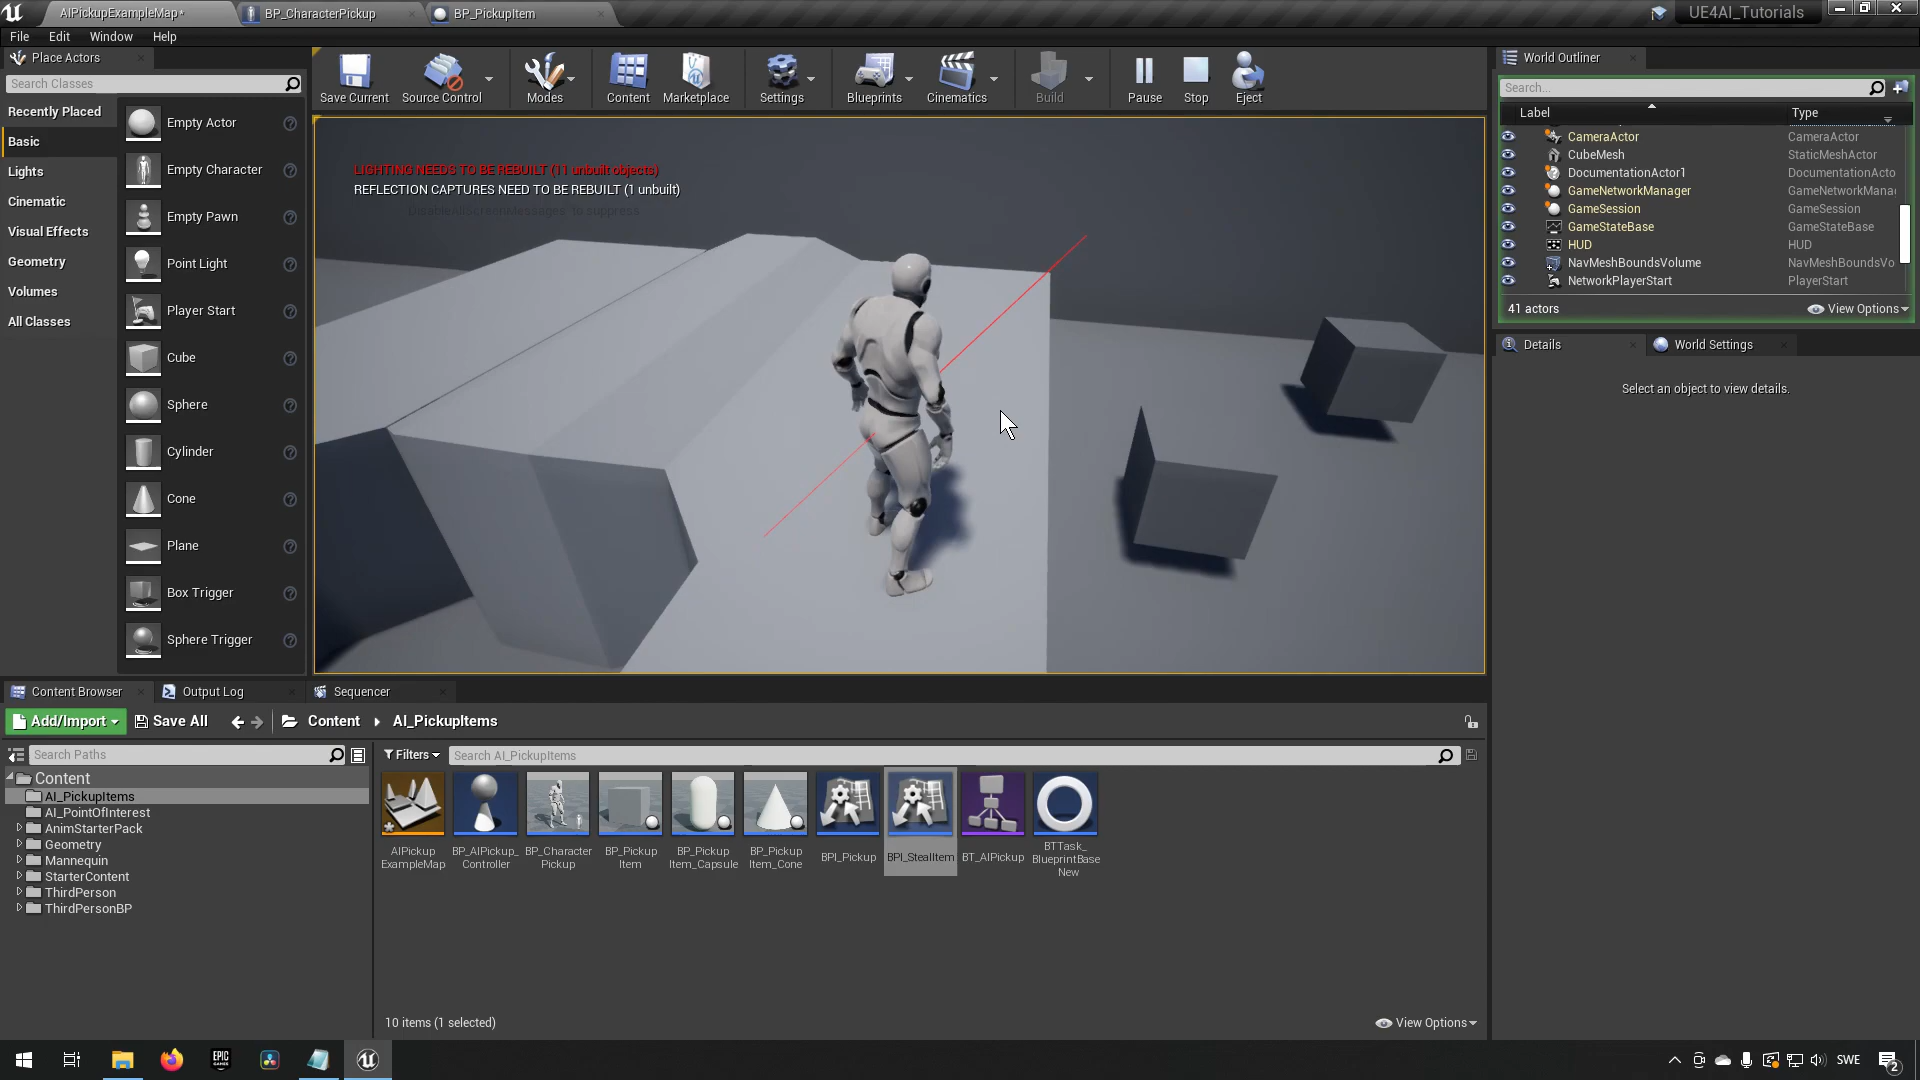 AIPickupExampleMap*
BP_CharacterPickup
BP_PickupItem
UE4AI_Tutorials
File
Edit
Window
Help
Place Actors
Search Classes
Recently Placed
Basic
Lights
Cinematic
Visual Effects
Geometry
Volumes
All Classes
Empty Actor
Empty Character
Empty Pawn
Point Light
Player Start
Cube
Sphere
Cylinder
Cone
Plane
Box Trigger
Sphere Trigger
Save Current
Source Control
Modes
Content
Marketplace
Settings
Blueprints
Cinematics
Build
Pause
Stop
Eject
LIGHTING NEEDS TO BE REBUILT (11 unbuilt objects)
REFLECTION CAPTURES NEED TO BE REBUILT (1 unbuilt)
'DisableAllScreenMessages' to suppress
World Outliner
Search...
Label
Type
CameraActor CameraActor
CubeMesh StaticMeshActor
DocumentationActor1 DocumentationActo
GameNetworkManager GameNetworkMana
GameSession GameSession
GameStateBase GameStateBase
HUD HUD
NavMeshBoundsVolume NavMeshBoundsVo
NetworkPlayerStart PlayerStart
41 actors
View Options
Details
World Settings
Select an object to view details.
Content Browser
Output Log
Sequencer
Add/Import
Save All
Content
AI_PickupItems
Search Paths
Filters
Search AI_PickupItems
Content
AI_PickupItems
AI_PointOfInterest
AnimStarterPack
Geometry
Mannequin
StarterContent
ThirdPerson
ThirdPersonBP
AIPickup
ExampleMap
BP_AIPickup_
Controller
BP_Character
Pickup
BP_Pickup
Item
BP_Pickup
Item_Capsule
BP_Pickup
Item_Cone
BPI_Pickup
BPI_StealItem
BT_AIPickup
BTTask_
BlueprintBase
New
10 items (1 selected)
View Options
EPIC
GAMES
SWE
2